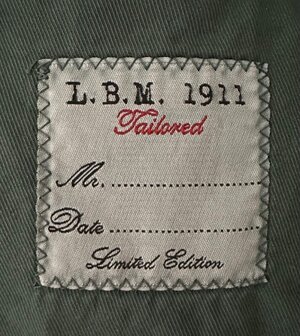 L.B.M. 1911
Tailored
Mr. ..............................
Date ..........................
Limited Edition